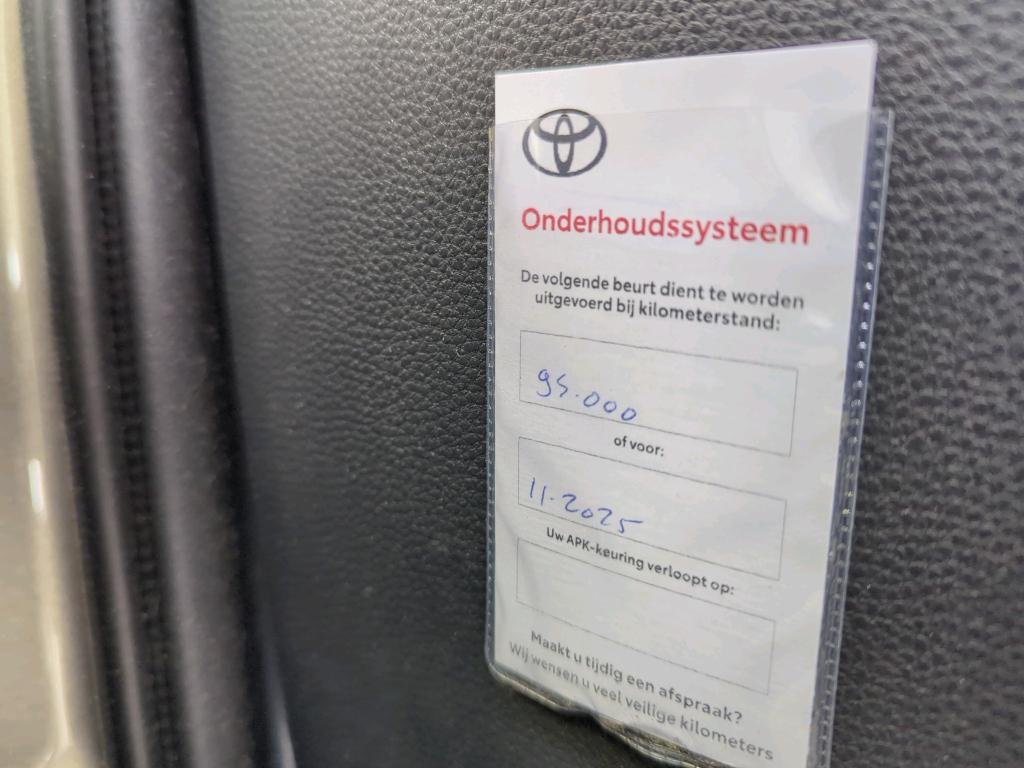 Onderhoudssysteem
De volgende beurt dient te worden
uitgevoerd bij kilometerstand:
95.000
of voor:
11-2025
Uw APK-keuring verloopt op:
Maakt u tijdig een afspraak?
Wij wensen u veel veilige kilometers